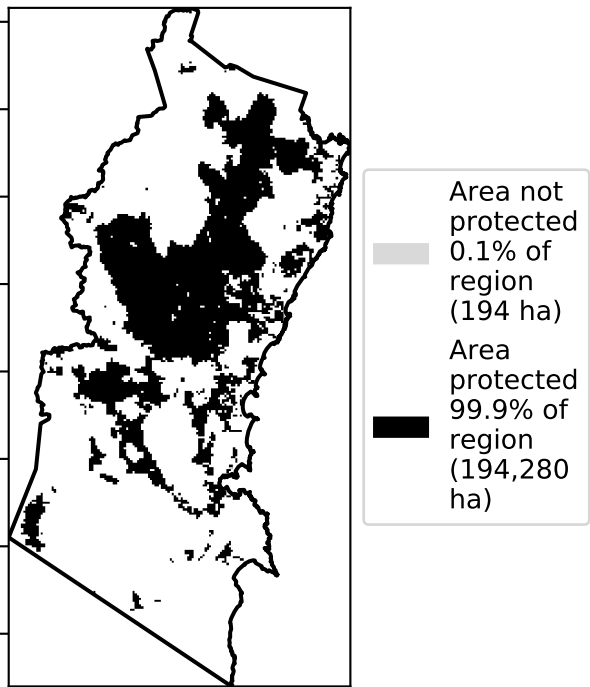 Area not
protected
0.1% of
region
(194 ha)
Area
protected
99.9% of
region
(194,280
ha)